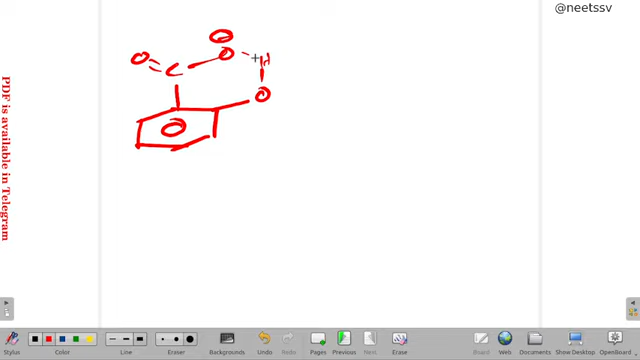 @neetssv
PDF is available in Telegram
O
O
C
H
O
Color
Line
Eraser
Backgrounds
Undo
Redo
Pages
Previous
Next
Erase
Board
Web
Documents
Show Desktop
OpenBoard